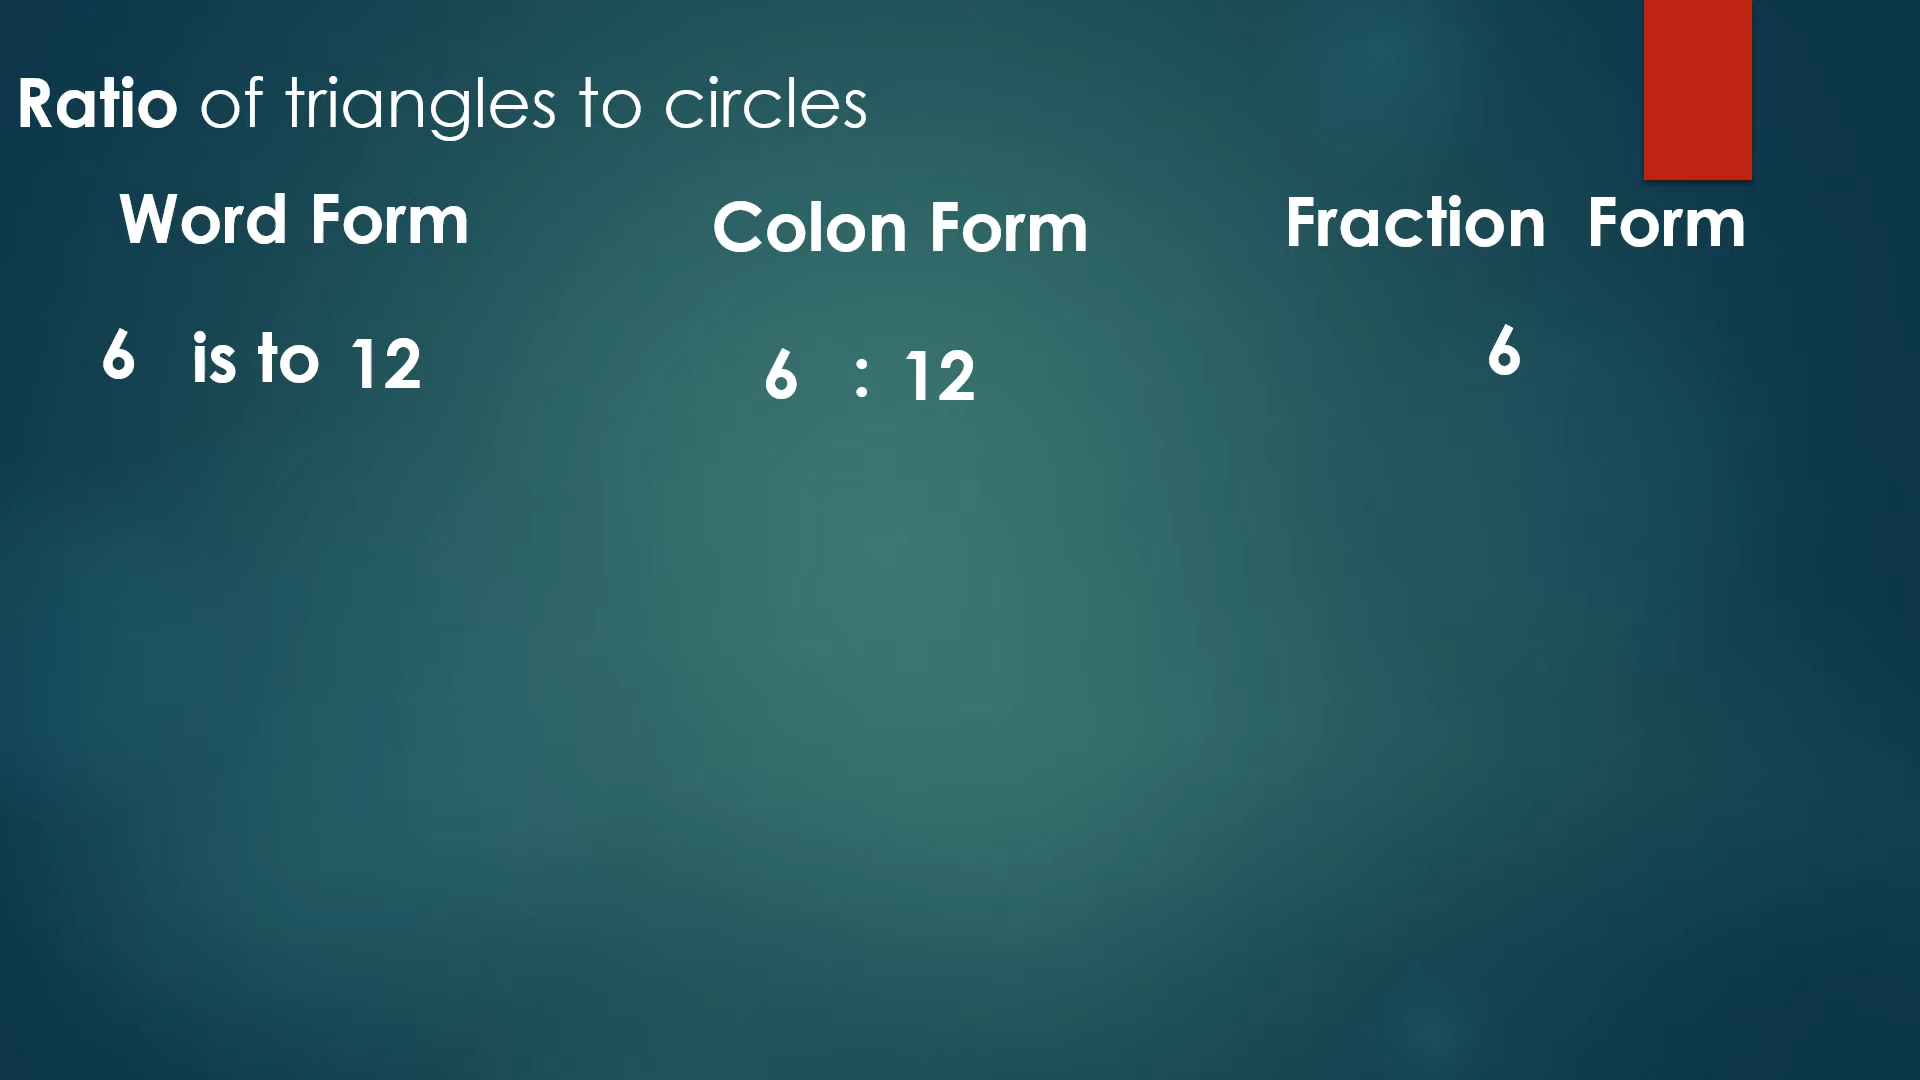 Ratio of triangles to circles
Word Form
Colon Form
Fraction Form
6 is to 12
6 : 12
6